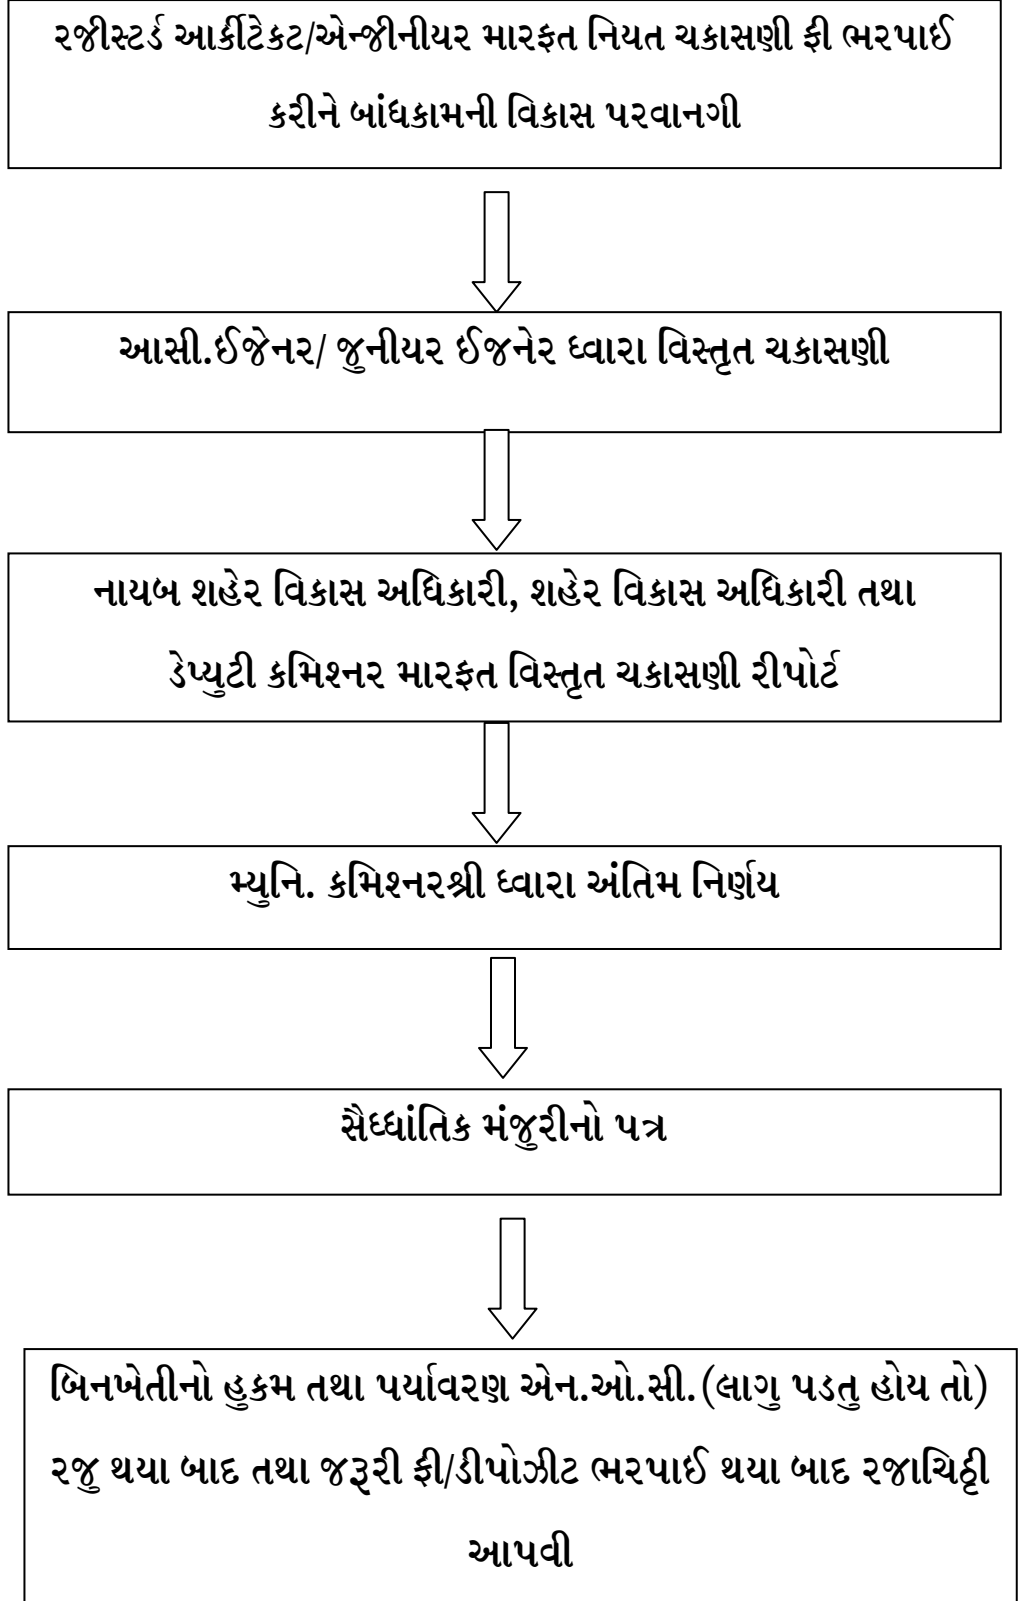 રજીસ્ટર્ડ આર્કીટેકટ/એન્જીનીયર મારફત નિયત ચકાસણી ફી ભરપાઈ
કરીને બાંધકામની વિકાસ પરવાનગી
આસી.ઈજેનર/ જુનીયર ઈજનેર ધ્વારા વિસ્તૃત ચકાસણી
નાયબ શહેર વિકાસ અધિકારી, શહેર વિકાસ અધિકારી તથા
ડેપ્યુટી કમિશ્નર મારફત વિસ્તૃત ચકાસણી રીપોર્ટ
મ્યુનિ. કમિશ્નરશ્રી ધ્વારા અંતિમ નિર્ણય
સૈધ્ધાંતિક મંજુરીનો પત્ર
બિનખેતીનો હુકમ તથા પર્યાવરણ એન.ઓ.સી.(લાગુ પડતુ હોય તો)
રજુ થયા બાદ તથા જરૂરી ફી/ડીપોઝીટ ભરપાઈ થયા બાદ રજાચિઠ્ઠી
આપવી